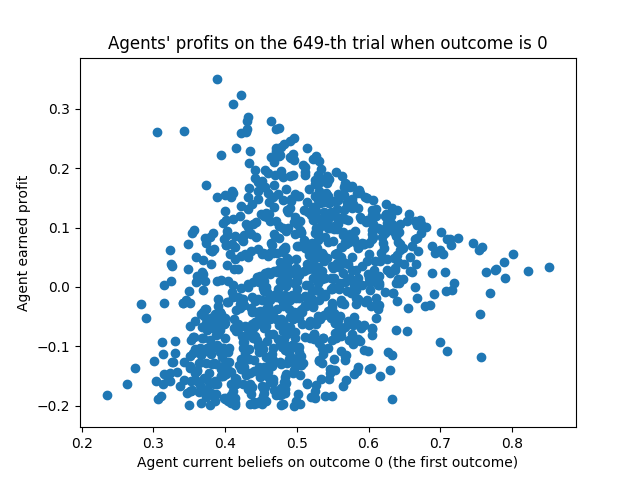 Agents' profits on the 649-th trial when outcome is 0
Agent earned profit
0.3
0.2
0.1
0.0
−0.1
−0.2
0.2 0.3 0.4 0.5 0.6 0.7 0.8
Agent current beliefs on outcome 0 (the first outcome)